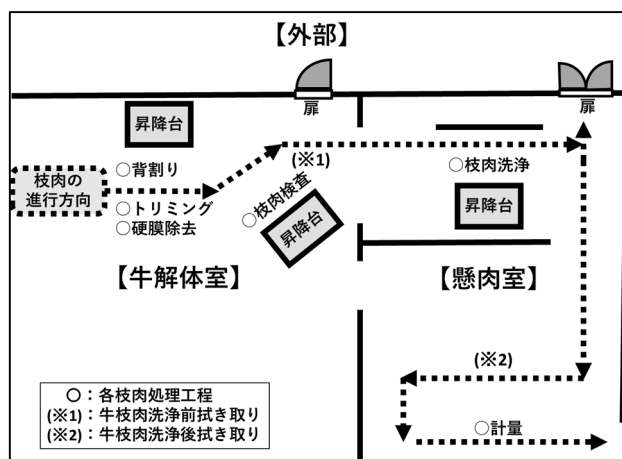 【外部】
扉
扉
昇降台
枝肉の
進行方向
○背割り
○トリミング
○硬膜除去
(※1)
○枝肉検査
昇降台
○枝肉洗浄
昇降台
【牛解体室】
【懸肉室】
(※2)
○計量
○：各枝肉処理工程
(※1)：牛枝肉洗浄前拭き取り
(※2)：牛枝肉洗浄後拭き取り